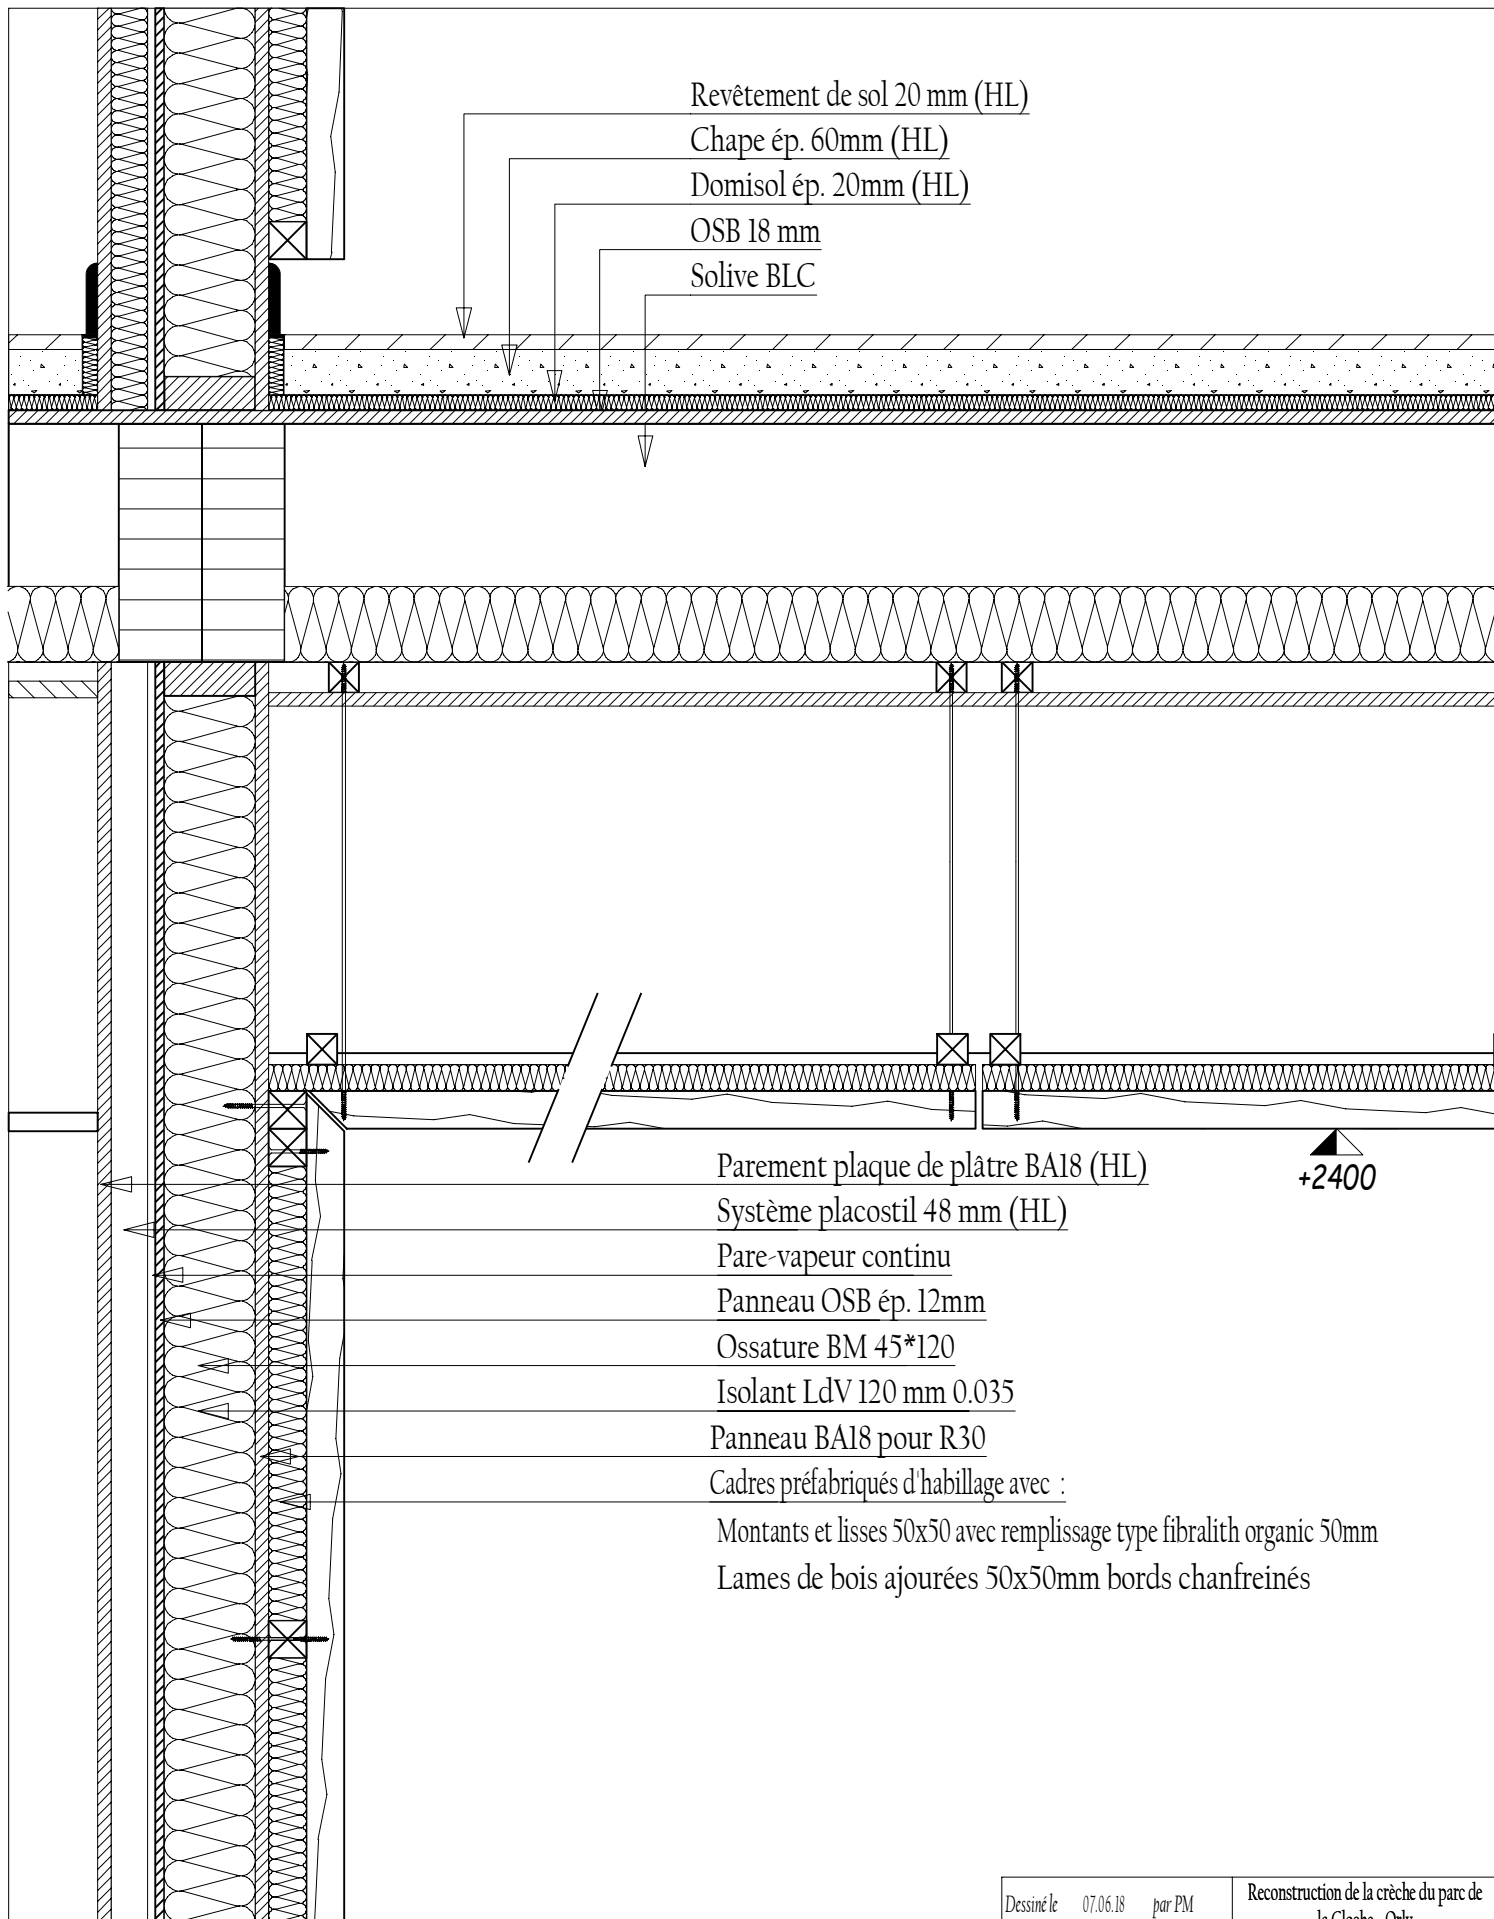 Revêtement de sol 20 mm (HL)
Chape ép. 60mm (HL)
Domisol ép. 20mm (HL)
OSB 18 mm
Solive BLC
Parement plaque de plâtre BA18 (HL)
+2400
Système placostil 48 mm (HL)
Pare-vapeur continu
Panneau OSB ép. 12mm
Ossature BM 45*120
Isolant LdV 120 mm 0.035
Panneau BA18 pour R30
Cadres préfabriqués d'habillage avec :
Montants et lisses 50x50 avec remplissage type fibralith organic 50mm
Lames de bois ajourées 50x50mm bords chanfreinés
Dessiné le 07.06.18 par PM
Reconstruction de la crèche du parc de
la Cloche - Orly